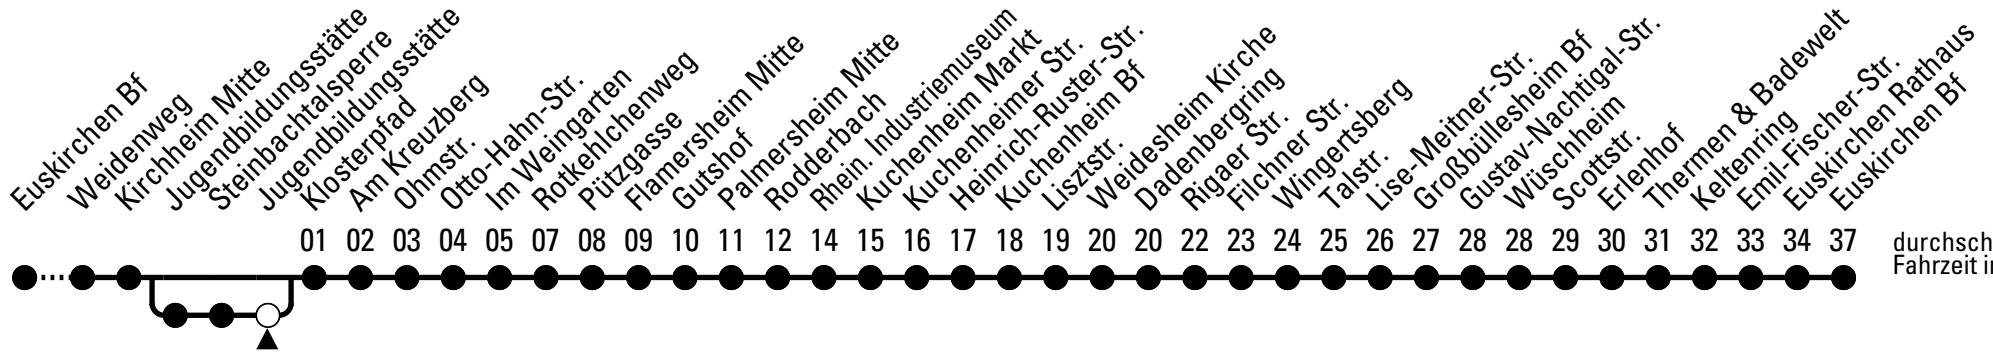 Euskirchen Bf
Weidenweg
Kirchheim Mitte
Jugendbildungsstätte
Steinbachtalsperre
Jugendbildungsstätte
Klosterpfad
Am Kreuzberg
Ohmstr.
Otto-Hahn-Str.
Im Weingarten
Rotkehlchenweg
Pützgasse
Flamersheim Mitte
Gutshof
Palmersheim Mitte
Rodderbach
Rhein. Industriemuseum
Kuchenheim Markt
Kuchenheimer Str.
Heinrich-Ruster-Str.
Kuchenheim Bf
Lisztstr.
Weidesheim Kirche
Dadenbergring
Rigaer Str.
Filchner Str.
Wingertsberg
Talstr.
Lise-Meitner-Str.
Großbüllesheim Bf
Gustav-Nachtigal-Str.
Wüschheim
Scottstr.
Erlenhof
Thermen & Badewelt
Keltenring
Emil-Fischer-Str.
Euskirchen Rathaus
Euskirchen Bf
01 02 03 04 05 07 08 09 10 11 12 14 15 16 17 18 19 20 20 22 23 24 25 26 27 28 28 29 30 31 32 33 34 37
durchsch
Fahrzeit i